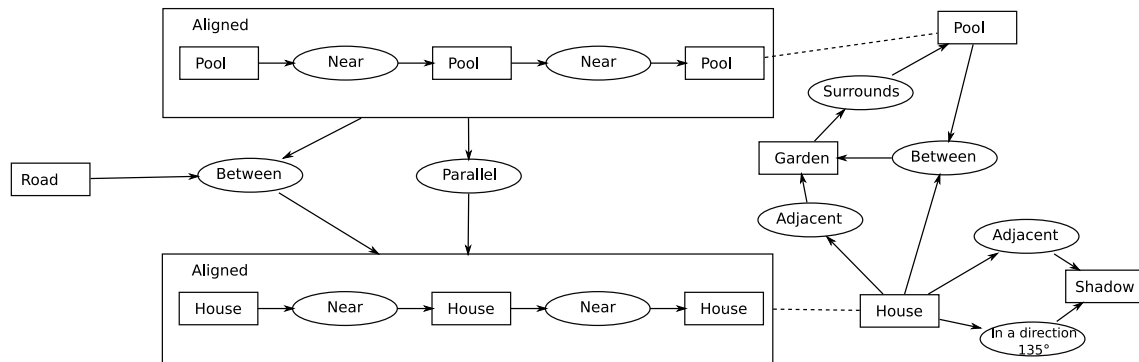 Aligned
Pool
Near
Pool
Near
Pool
Pool
Surrounds
Garden
Between
Road
Between
Parallel
Adjacent
Adjacent
Aligned
House
Near
House
Near
House
House
Shadow
In a direction
135°